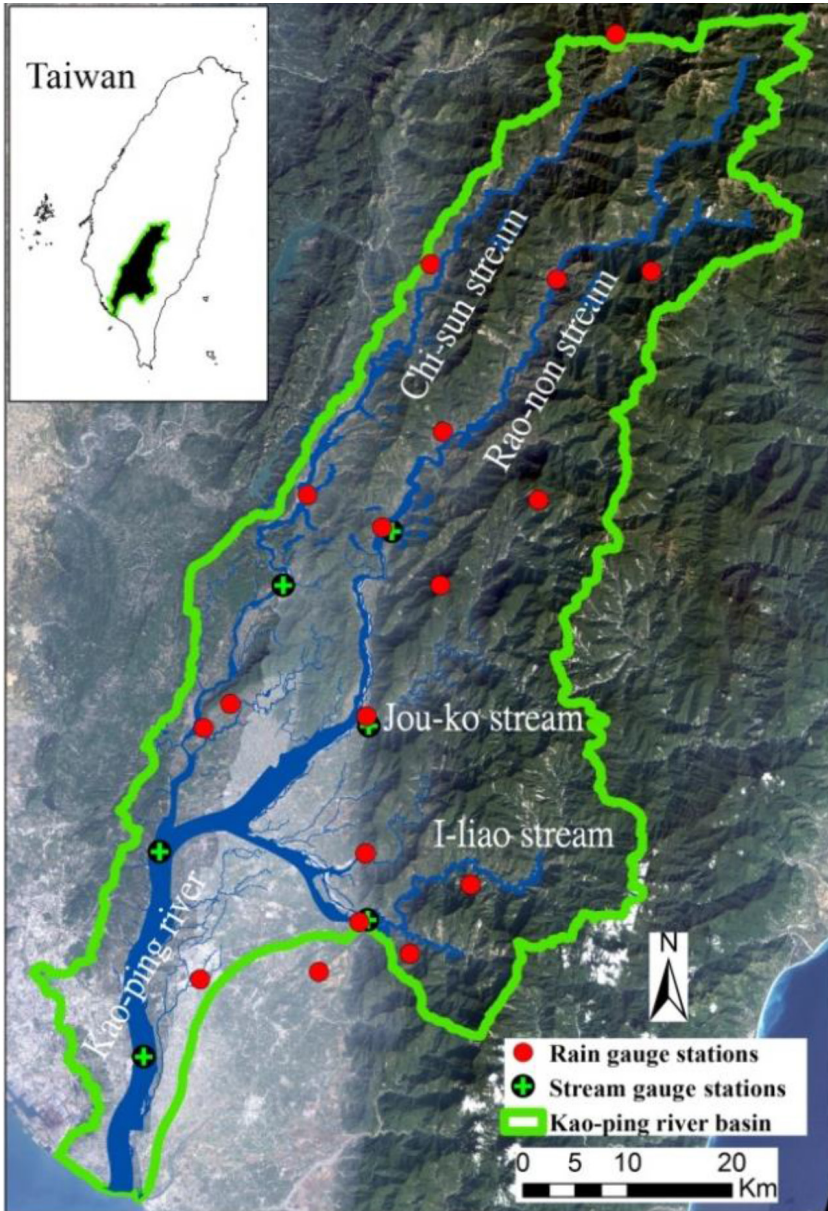 Taiwan
Chi-sun stream
Rao-non stream
Jou-ko stream
I-liao stream
Kao-ping river
N
Rain gauge stations
Stream gauge stations
Kao-ping river basin
0 5 10 20
Km